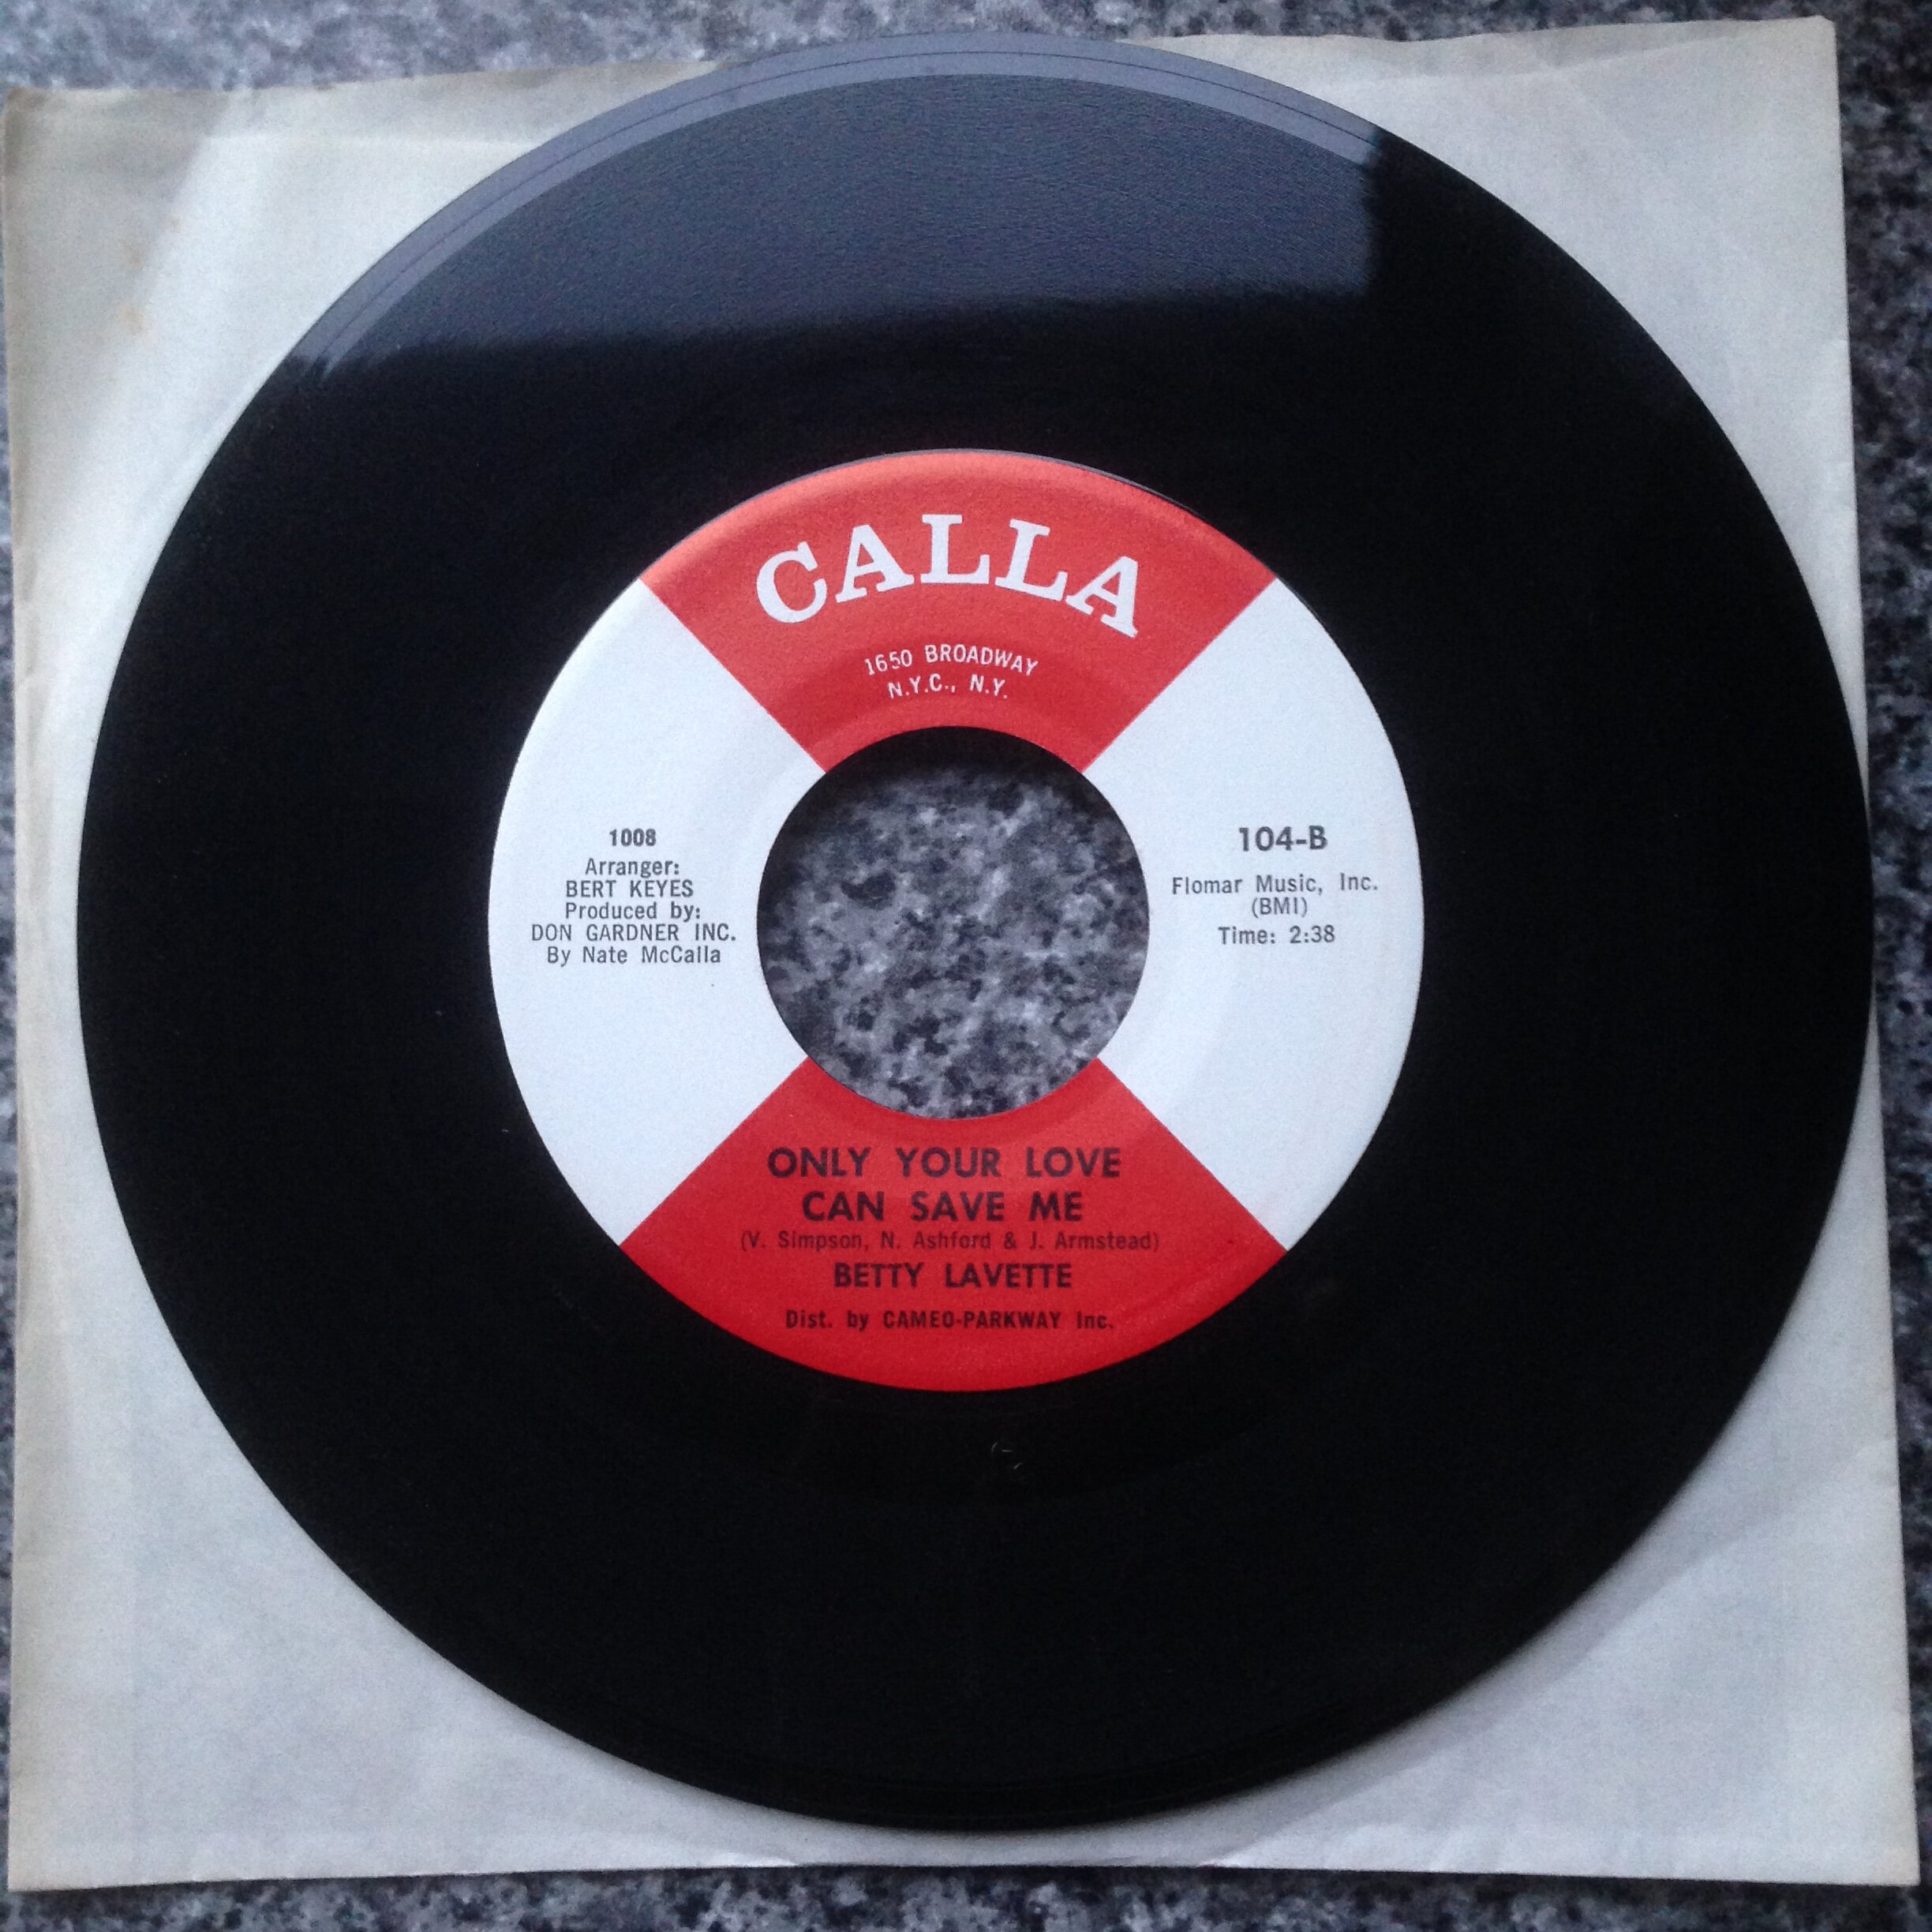 CALLA
1650 BROADWAY
N.Y.C., N.Y.
1008
Arranger:
BERT KEYES
Produced by:
DON GARDNER INC.
By Nate McCalla
104-B
Flomar Music, Inc.
(BMI)
Time: 2:38
ONLY YOUR LOVE
CAN SAVE ME
(V. Simpson, N. Ashford & J. Armstead)
BETTY LAVETTE
Dist. by CAMEO-PARKWAY Inc.